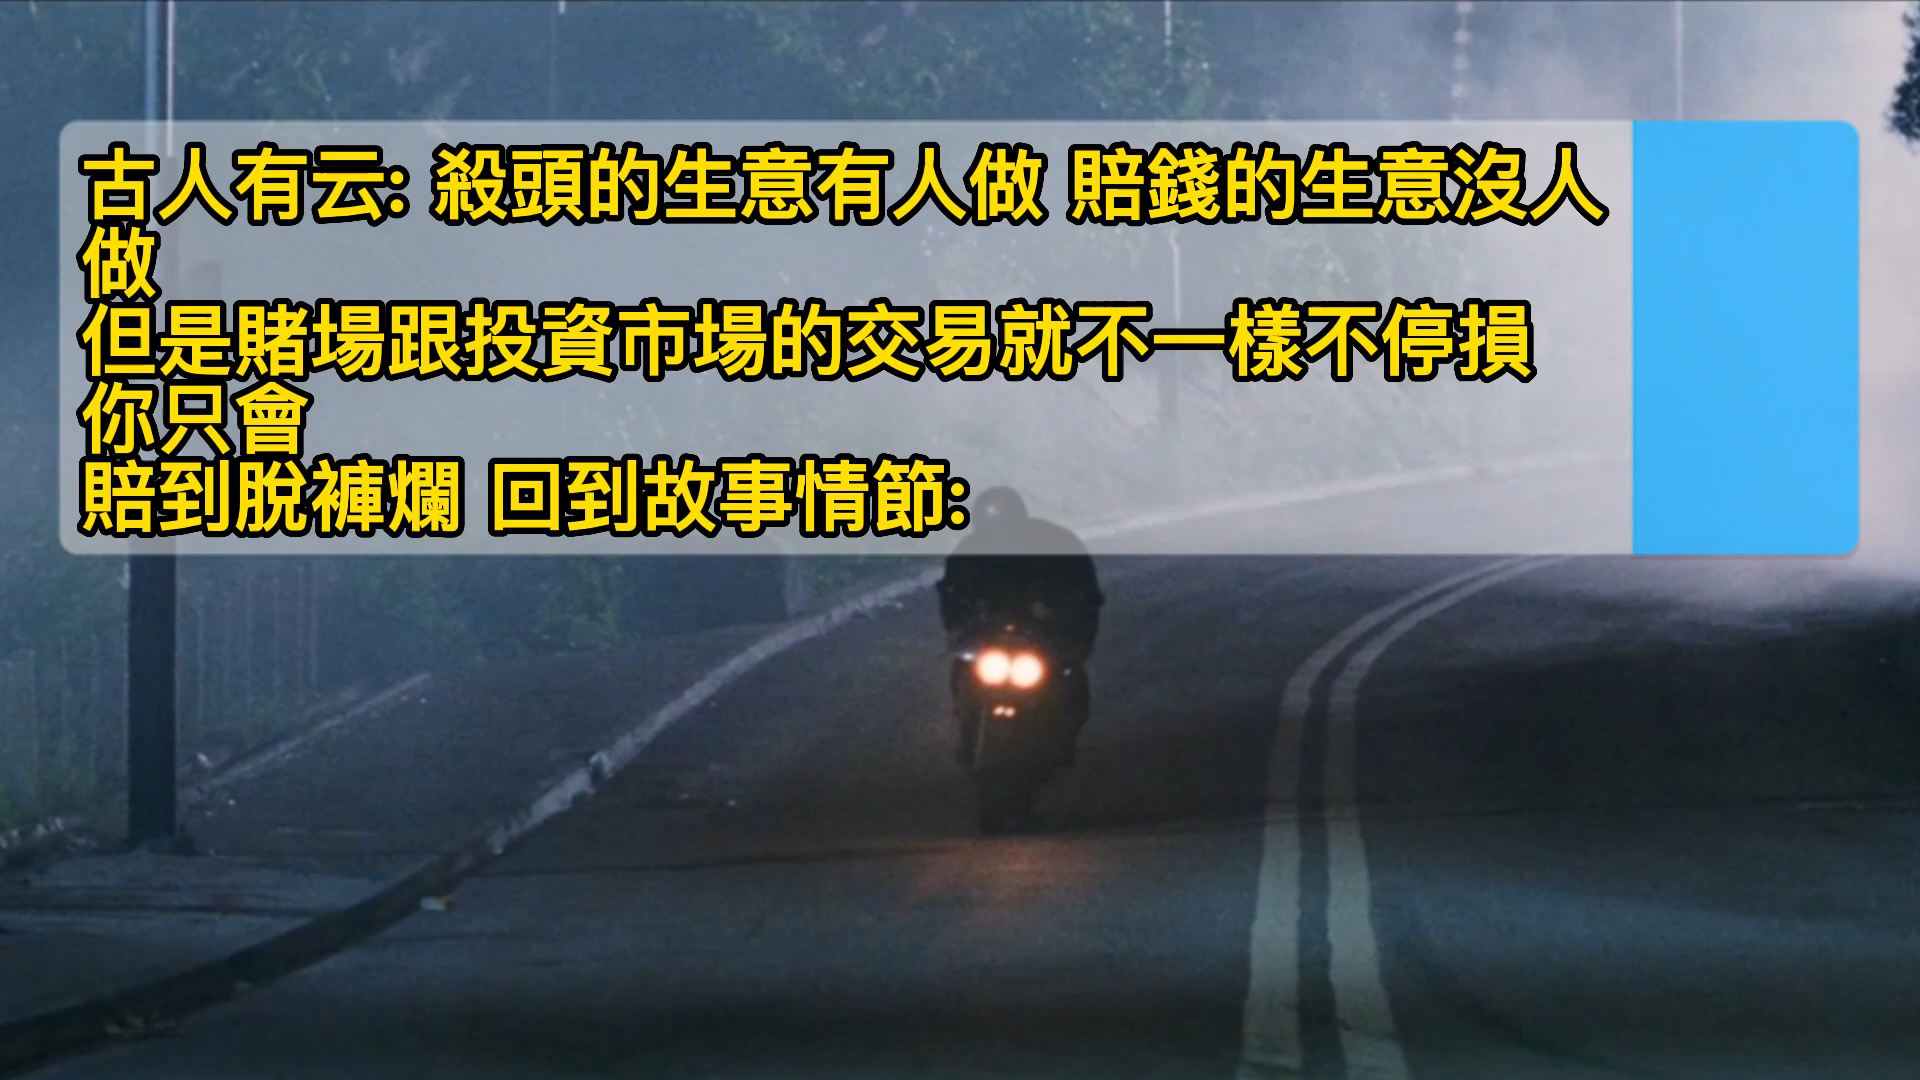 古人有云: 殺頭的生意有人做 賠錢的生意沒人
做
但是賭場跟投資市場的交易就不一樣不停損
你只會
賠到脫褲爛 回到故事情節: